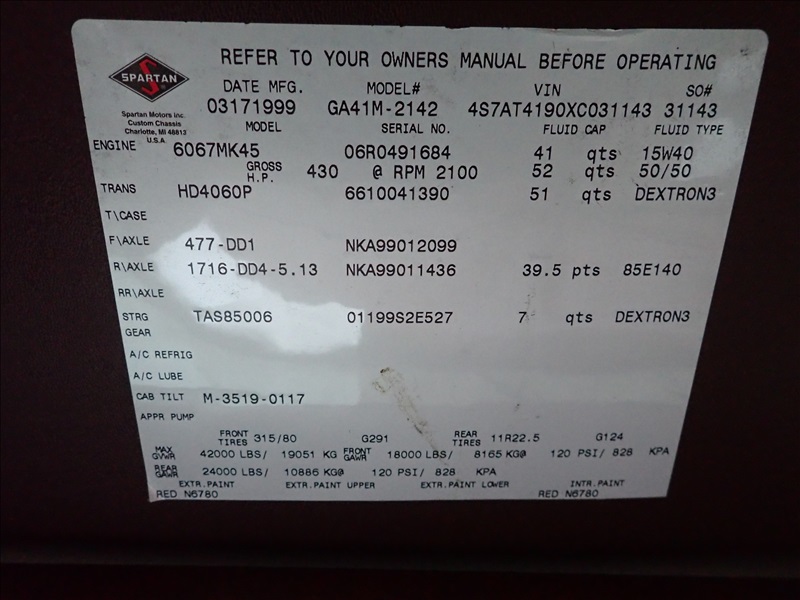 REFER TO YOUR OWNERS MANUAL BEFORE OPERATING
SPARTAN
Spartan Motors Inc.
Custom Chassis
Charlotte, MI 48813
U.S.A
DATE MFG. MODEL# VIN SO#
03171999 GA41M-2142 4S7AT4190XC031143 31143
MODEL SERIAL NO. FLUID CAP FLUID TYPE
ENGINE 6067MK45 06R0491684 41 qts 15W40
GROSS H.P. 430 @ RPM 2100 52 qts 50/50
TRANS HD4060P 6610041390 51 qts DEXTRON3
T\CASE
F\AXLE 477-DD1 NKA99012099
R\AXLE 1716-DD4-5.13 NKA99011436 39.5 pts 85E140
RR\AXLE
STRG GEAR TAS85006 01199S2E527 7 qts DEXTRON3
A/C REFRIG
A/C LUBE
CAB TILT M-3519-0117
APPR PUMP
FRONT TIRES 315/80 G291 REAR TIRES 11R22.5 G124
MAX GVWR 42000 LBS/ 19051 KG FRONT GAWR 18000 LBS/ 8165 KG@ 120 PSI/ 828 KPA
REAR GAWR 24000 LBS/ 10886 KG@ 120 PSI/ 828 KPA
EXTR.PAINT EXTR.PAINT UPPER EXTR.PAINT LOWER INTR.PAINT
RED N6780 RED N6780